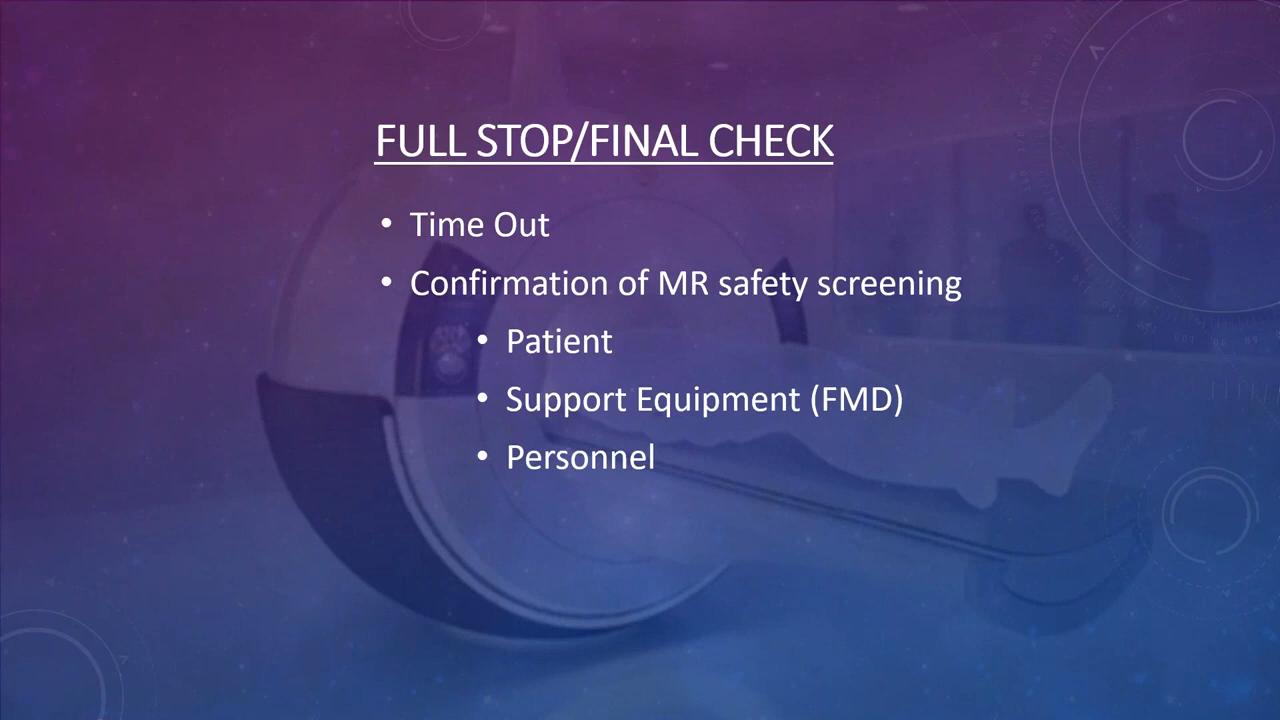 FULL STOP/FINAL CHECK
• Time Out
• Confirmation of MR safety screening
• Patient
• Support Equipment (FMD)
• Personnel